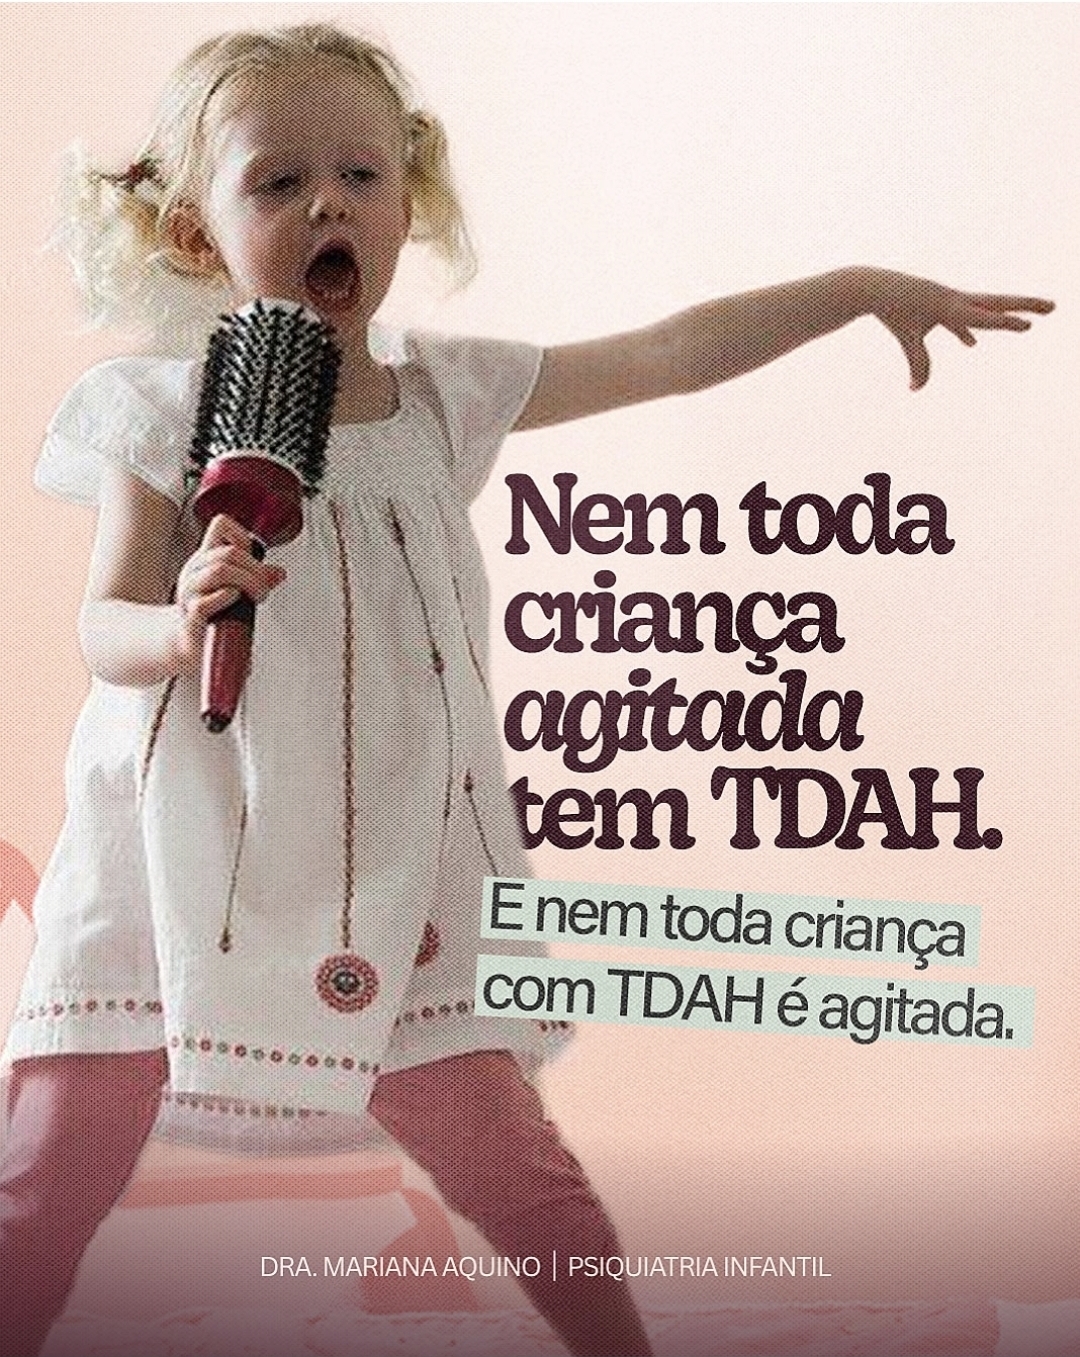 Nem toda
criança
agitada
tem TDAH.
E nem toda criança
com TDAH é agitada.
DRA. MARIANA AQUINO | PSIQUIATRIA INFANTIL